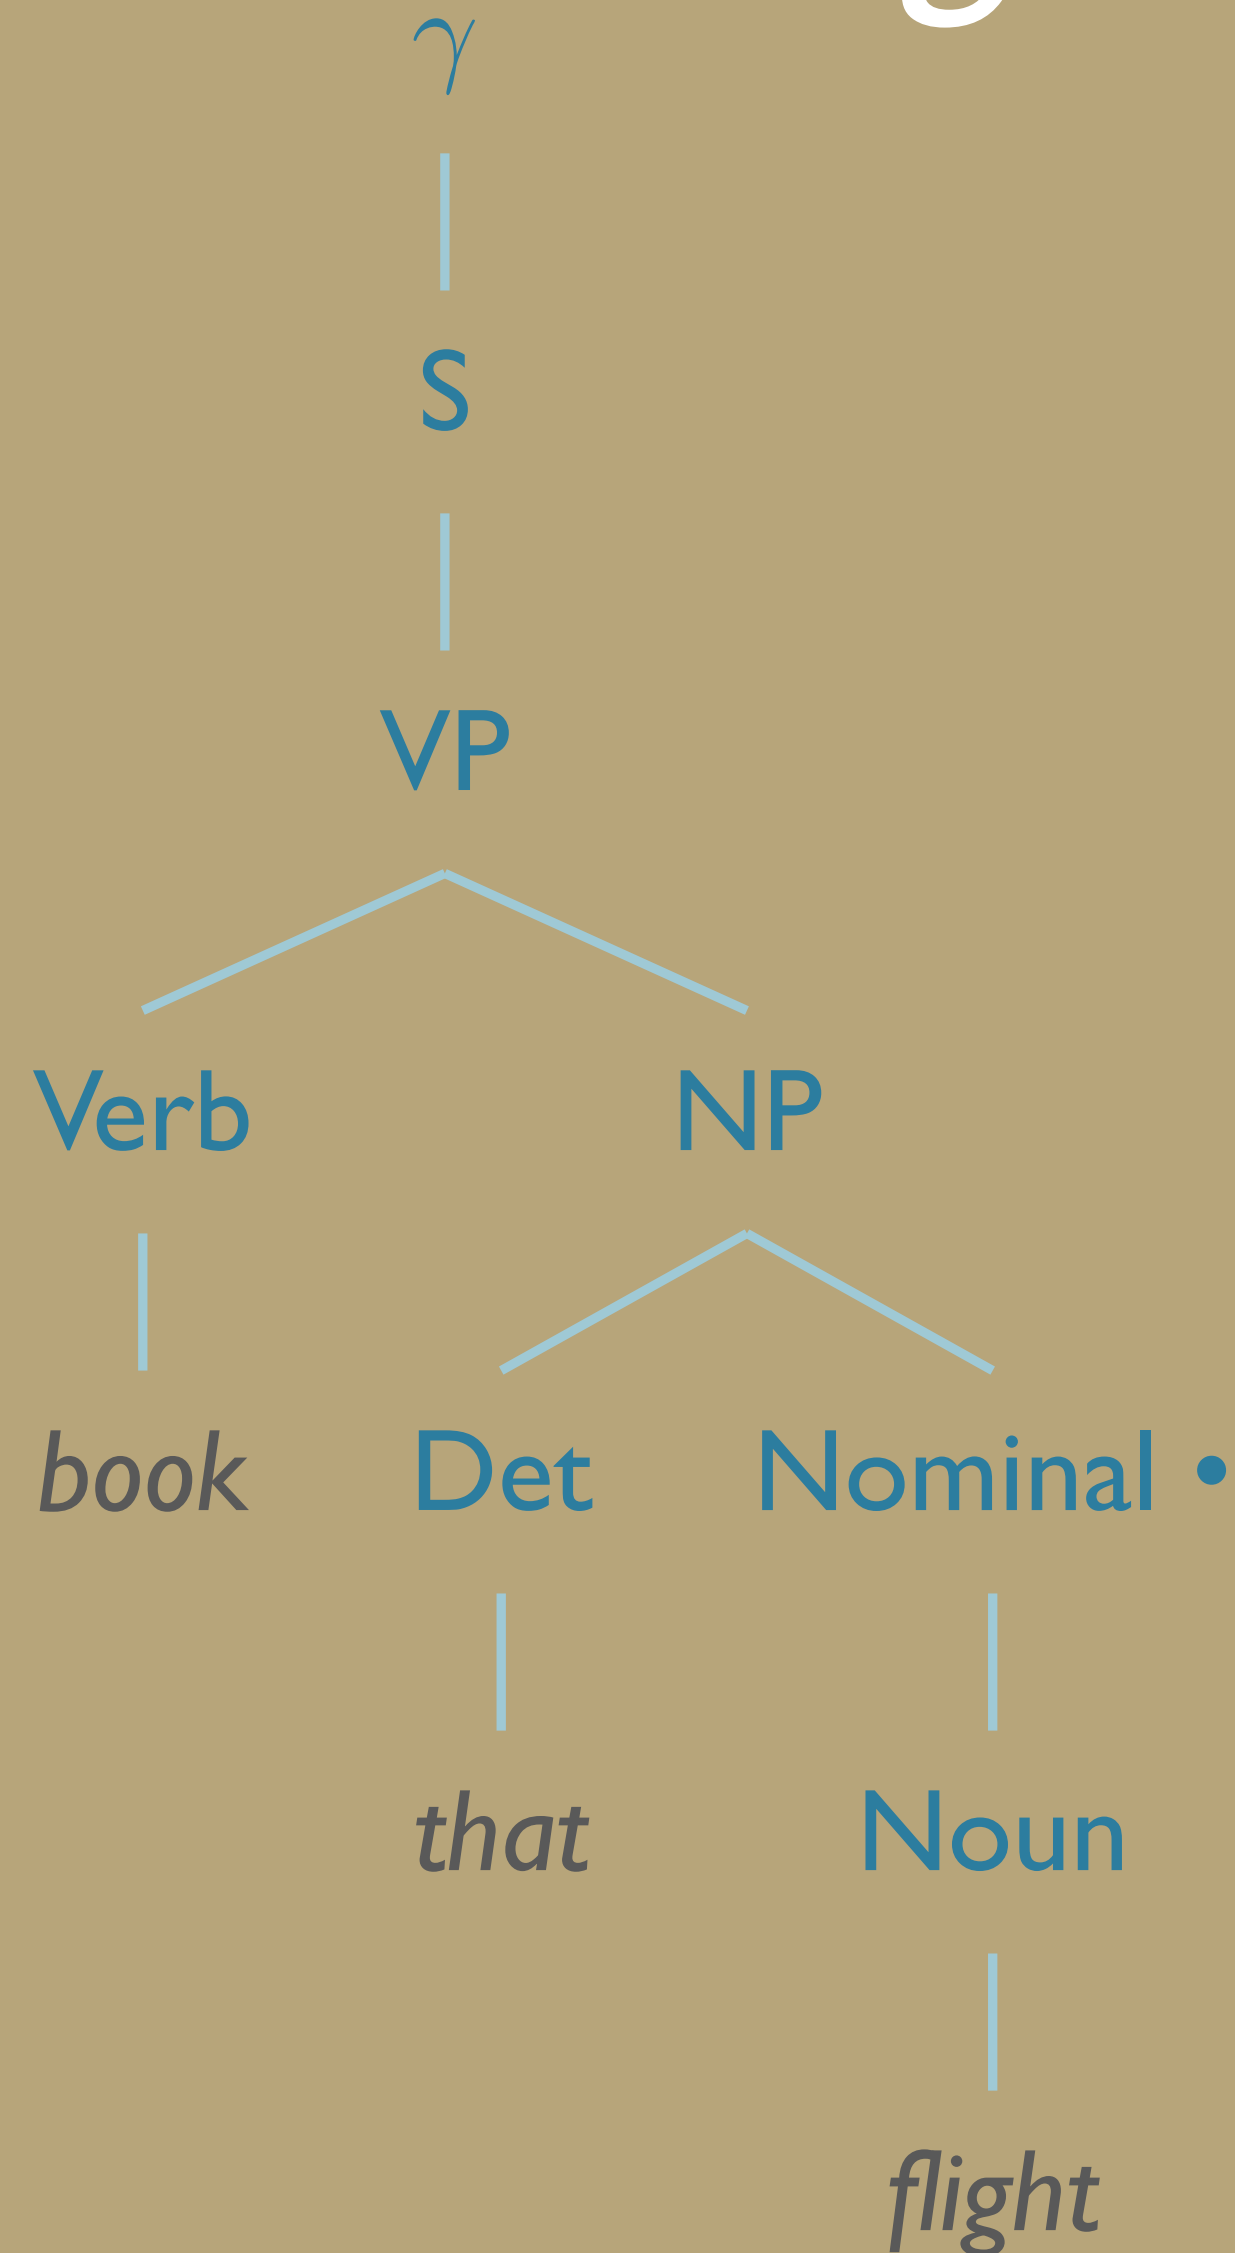 γ
S
VP
Verb NP
book Det Nominal •
that Noun
flight